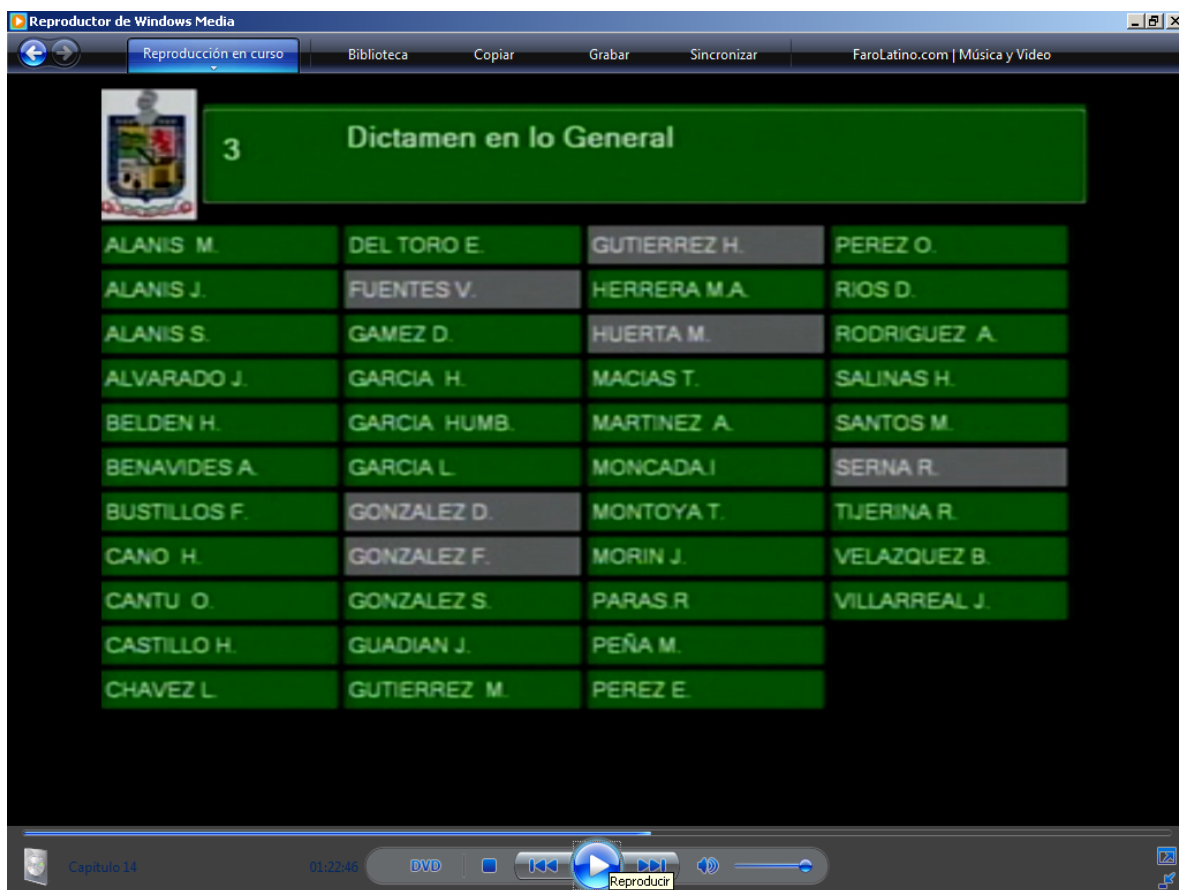 Reproductor de Windows Media
Reproducción en curso Biblioteca Copiar Grabar Sincronizar FaroLatino.com | Música y Video
3 Dictamen en lo General
ALANIS M. DEL TORO E. GUTIERREZ H. PEREZ O.
ALANIS J. FUENTES V. HERRERA M.A. RIOS D.
ALANIS S. GAMEZ D. HUERTA M. RODRIGUEZ A.
ALVARADO J. GARCIA H. MACIAS T. SALINAS H.
BELDEN H. GARCIA HUMB. MARTINEZ A. SANTOS M.
BENAVIDES A. GARCIA L. MONCADA.I SERNA R.
BUSTILLOS F. GONZALEZ D. MONTOYA T. TIJERINA R.
CANO H. GONZALEZ F. MORIN J. VELAZQUEZ B.
CANTU O. GONZALEZ S. PARAS.R VILLARREAL J.
CASTILLO H. GUADIAN J. PEÑA M.
CHAVEZ L. GUTIERREZ M. PEREZ E.
Capítulo 14 01:22:46 DVD
Reproducir